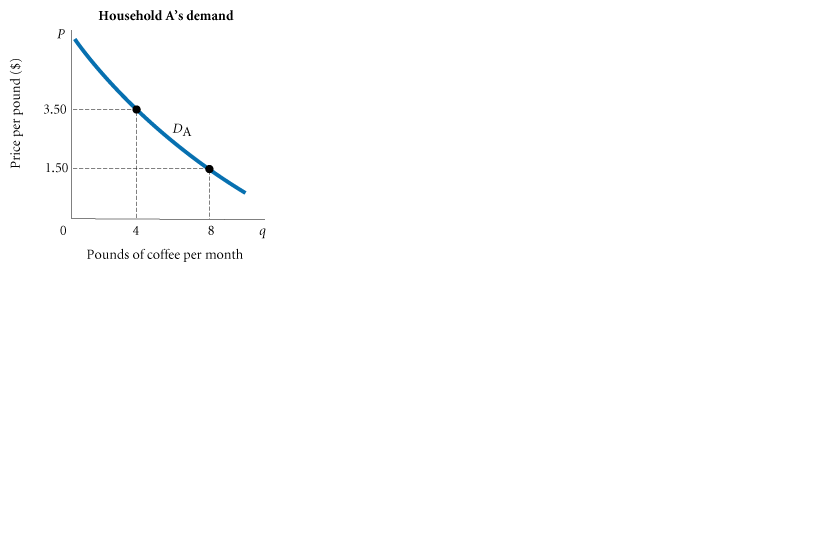 Household A's demand
P
Price per pound ($)
3.50
DA
1.50
0 4 8 q
Pounds of coffee per month